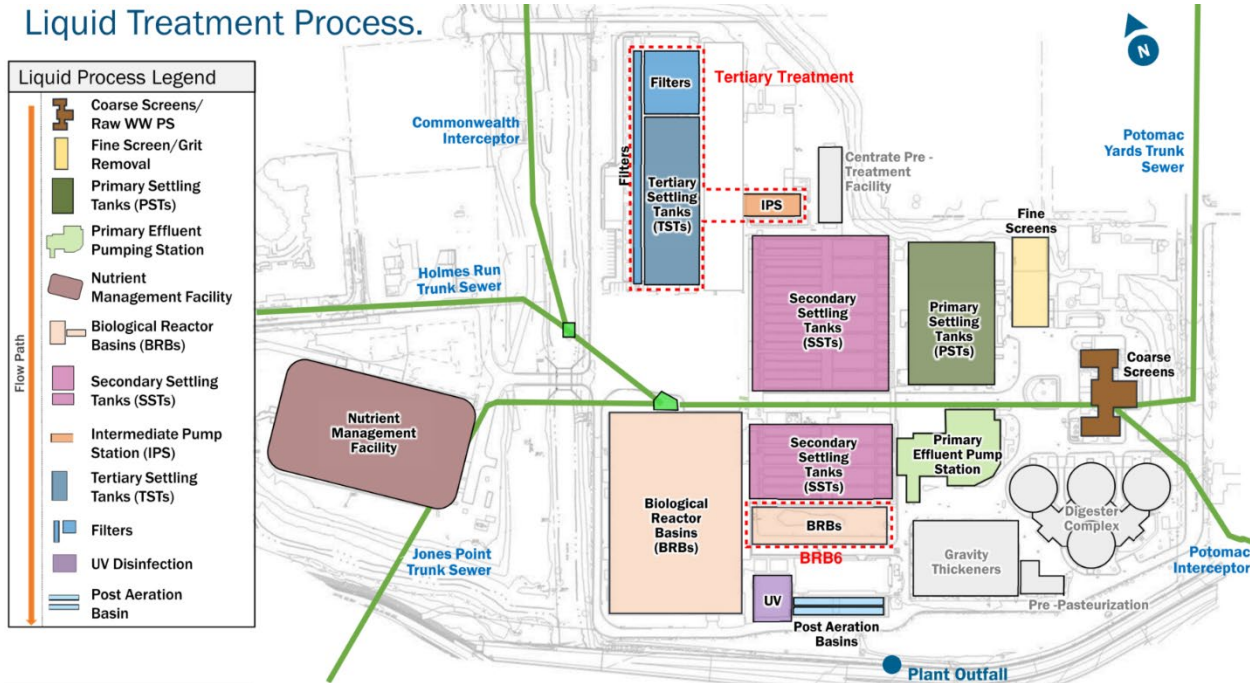 Liquid Treatment Process.
Liquid Process Legend
Flow Path
Coarse Screens/
Raw WW PS
Fine Screen/Grit
Removal
Primary Settling
Tanks (PSTs)
Primary Effluent
Pumping Station
Nutrient
Management Facility
Biological Reactor
Basins (BRBs)
Secondary Settling
Tanks (SSTs)
Intermediate Pump
Station (IPS)
Tertiary Settling
Tanks (TSTs)
Filters
UV Disinfection
Post Aeration
Basin
N
Commonwealth
Interceptor
Filters
Filters
Tertiary Treatment
Tertiary
Settling
Tanks
(TSTs)
IPS
Centrate Pre -
Treatment
Facility
Potomac
Yards Trunk
Sewer
Fine
Screens
Holmes Run
Trunk Sewer
Secondary
Settling
Tanks
(SSTs)
Primary
Settling
Tanks
(PSTs)
Coarse
Screens
Nutrient
Management
Facility
Secondary
Settling
Tanks
(SSTs)
Primary
Effluent Pump
Station
Biological
Reactor
Basins
(BRBs)
BRBs
BRB6
Digester
Complex
Gravity
Thickeners
Pre -Pasteurization
Potomac
Interceptor
Jones Point
Trunk Sewer
UV
Post Aeration
Basins
Plant Outfall